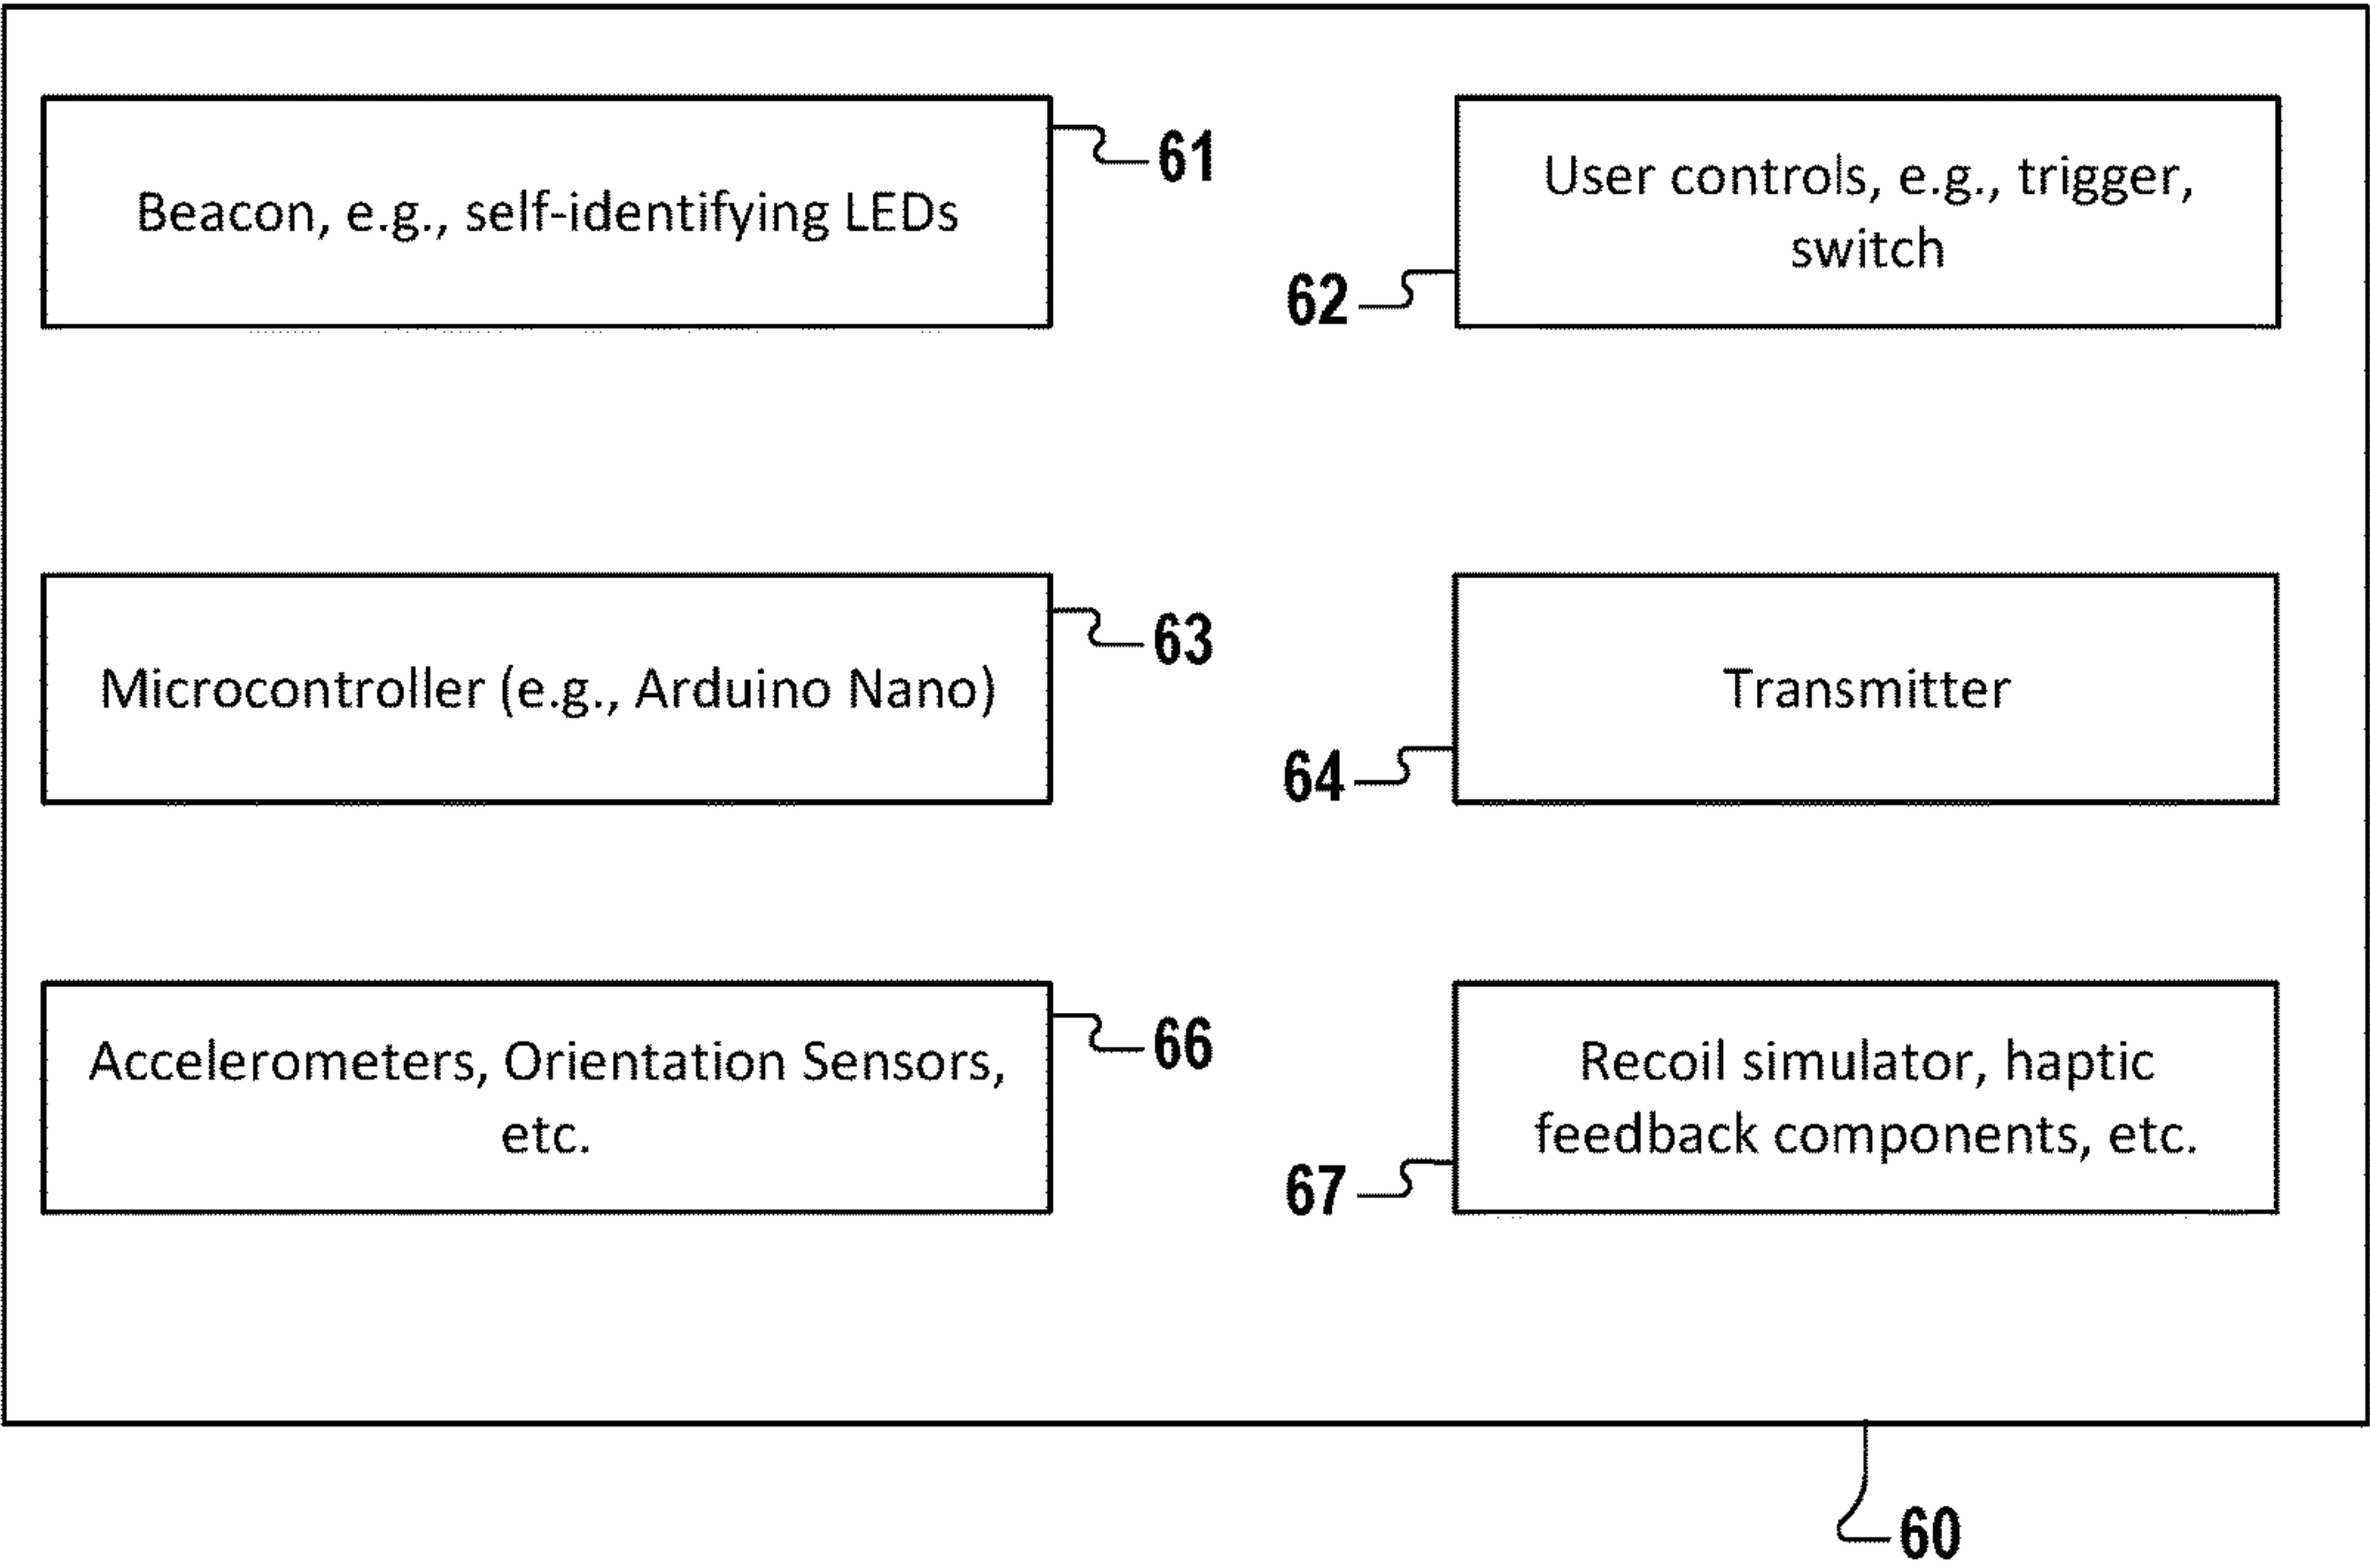 Beacon, e.g., self-identifying LEDs
61
User controls, e.g., trigger,
switch
62
Microcontroller (e.g., Arduino Nano)
63
Transmitter
64
Accelerometers, Orientation Sensors,
etc.
66
Recoil simulator, haptic
feedback components, etc.
67
60